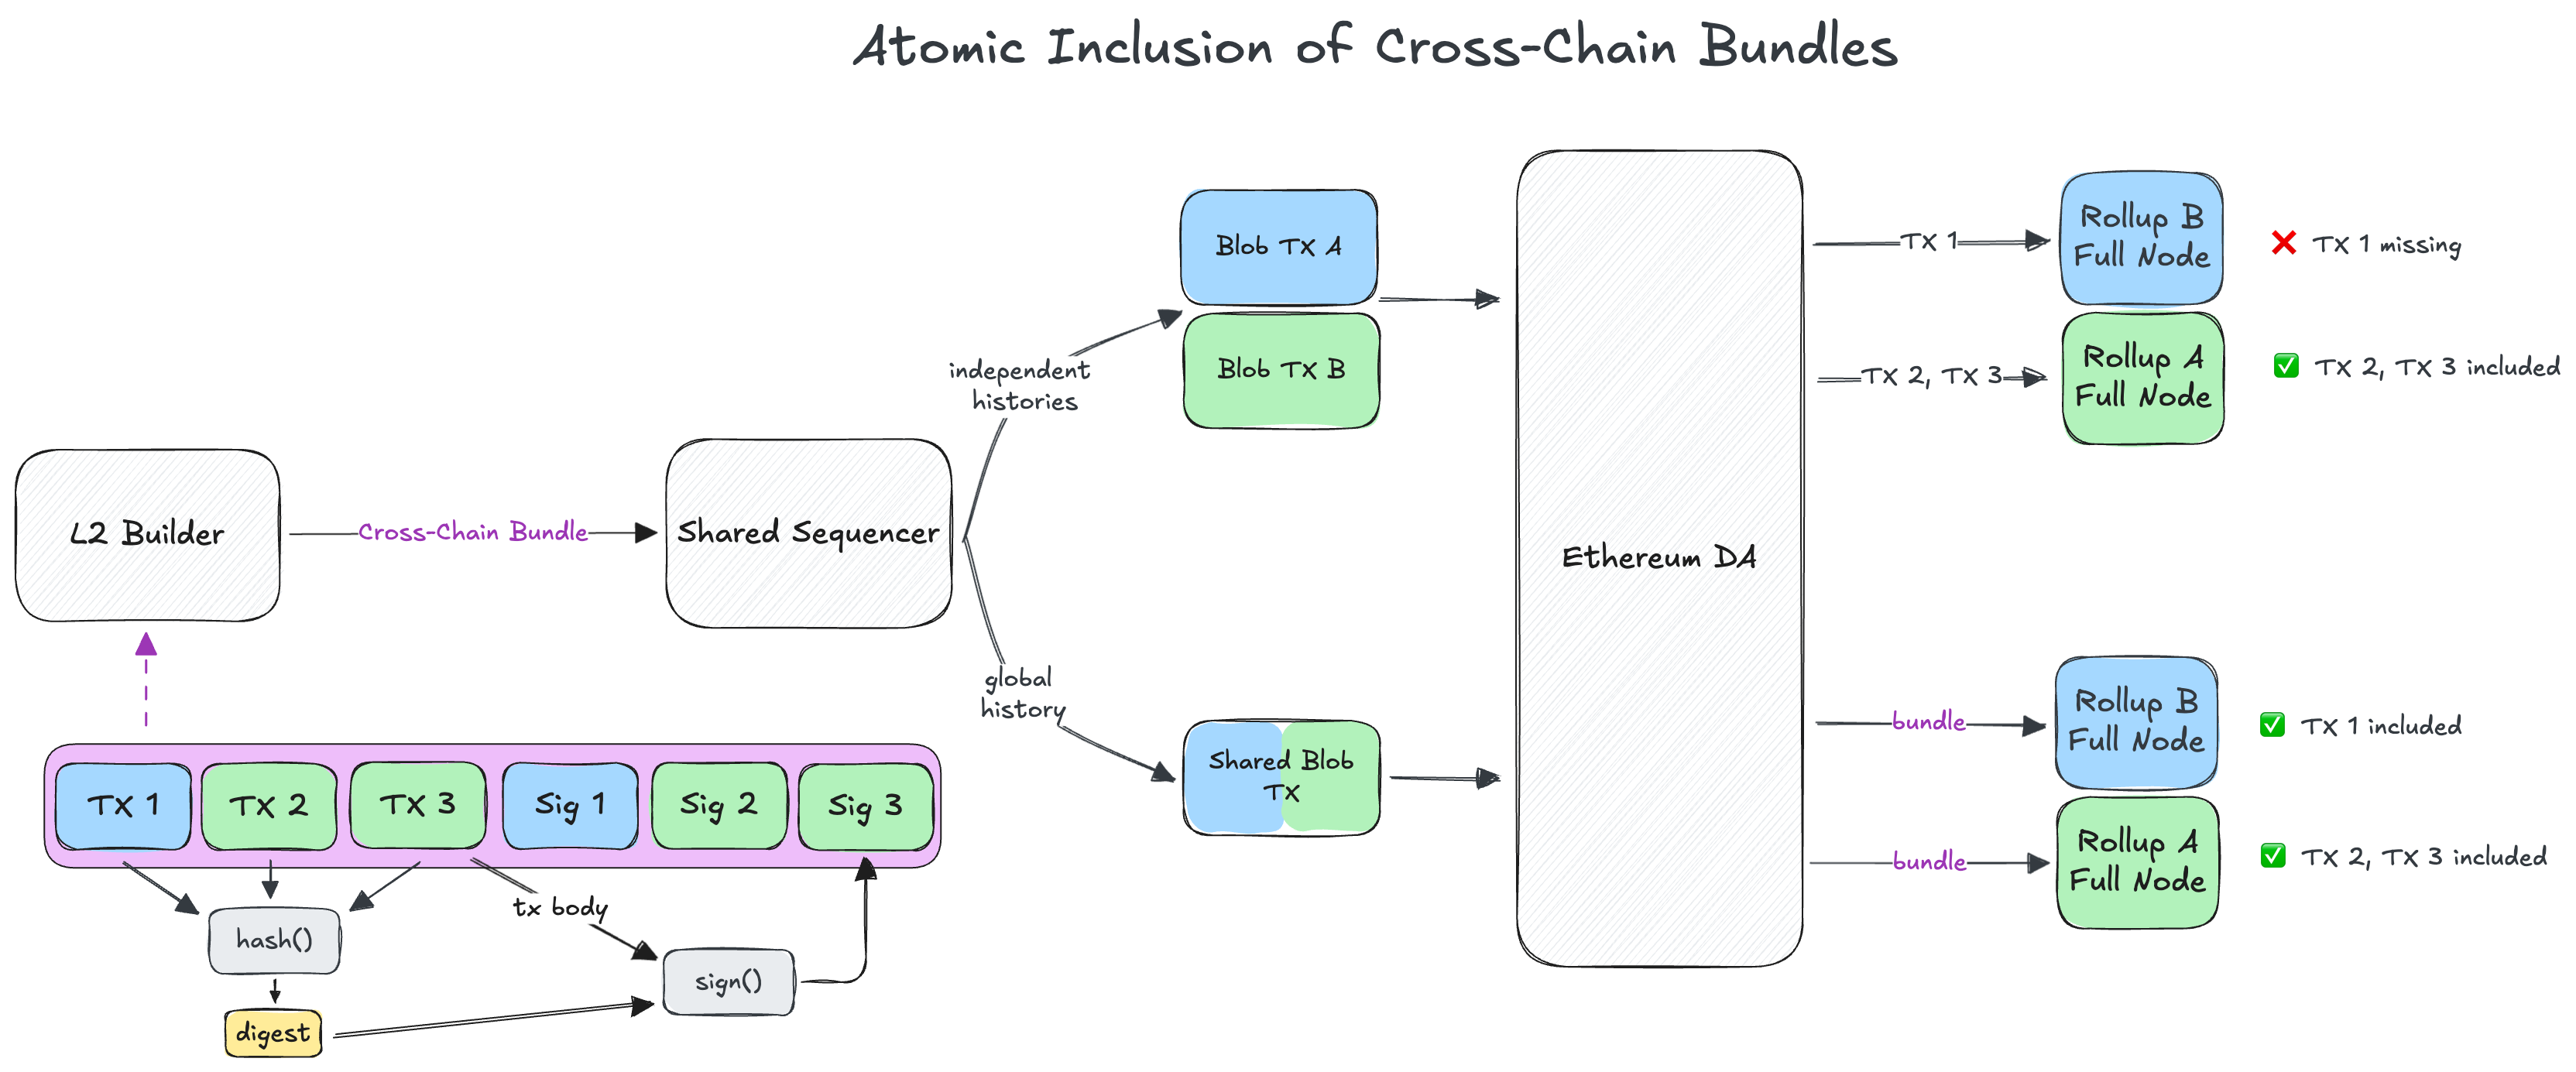 Atomic Inclusion of Cross-Chain Bundles
Blob TX A
Blob TX B
TX 1
Rollup B
Full Node
❌ TX 1 missing
TX 2, TX 3
Rollup A
Full Node
✅ TX 2, TX 3 included
independent
histories
L2 Builder
Cross-Chain Bundle
Shared Sequencer
Ethereum DA
global
history
Shared Blob
TX
bundle
Rollup B
Full Node
✅ TX 1 included
bundle
Rollup A
Full Node
✅ TX 2, TX 3 included
TX 1
TX 2
TX 3
Sig 1
Sig 2
Sig 3
tx body
hash()
sign()
digest